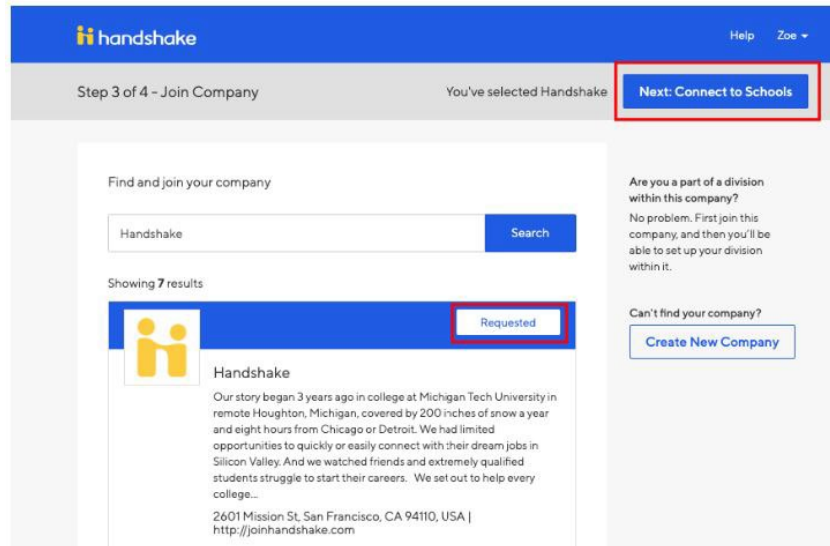 handshake
Help Zoe
Step 3 of 4 - Join Company
You've selected Handshake
Next: Connect to Schools
Find and join your company
Handshake
Search
Showing 7 results
Requested
Handshake
Our story began 3 years ago in college at Michigan Tech University in
remote Houghton, Michigan, covered by 200 inches of snow a year
and eight hours from Chicago or Detroit. We had limited
opportunities to quickly or easily connect with their dream jobs in
Silicon Valley. And we watched friends and extremely qualified
students struggle to start their careers. We set out to help every
college...
2601 Mission St, San Francisco, CA 94110, USA |
http://joinhandshake.com
Are you a part of a division
within this company?
No problem. First join this
company, and then you'll be
able to set up your division
within it.
Can't find your company?
Create New Company